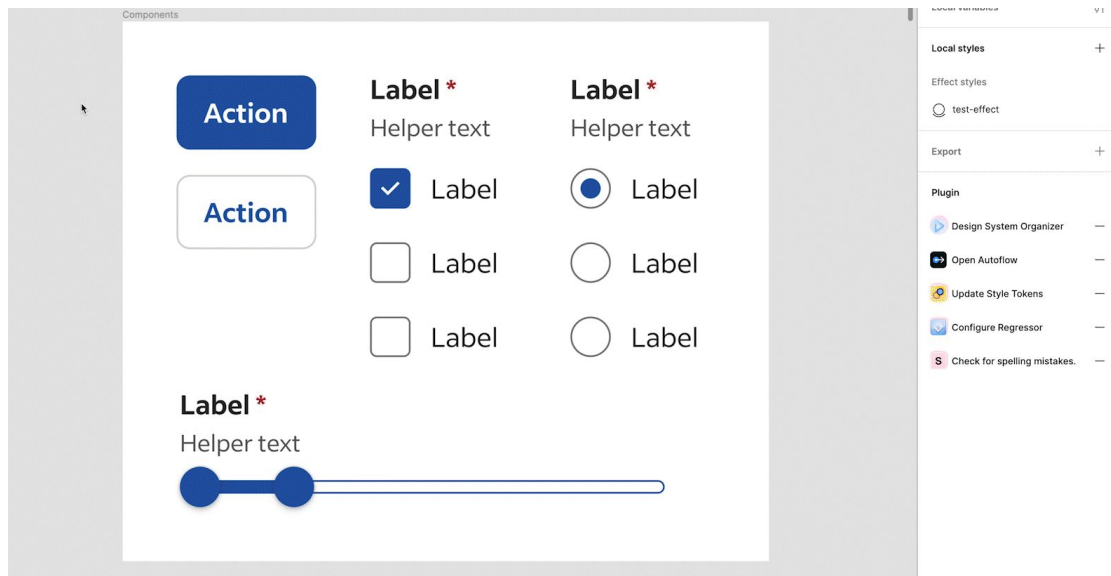 Components
Action
Action
Label *
Helper text
Label
Label
Label
Label *
Helper text
Label
Label
Label
Label *
Helper text
Local variables
Local styles
Effect styles
test-effect
Export
Plugin
Design System Organizer
Open Autoflow
Update Style Tokens
Configure Regressor
S Check for spelling mistakes.